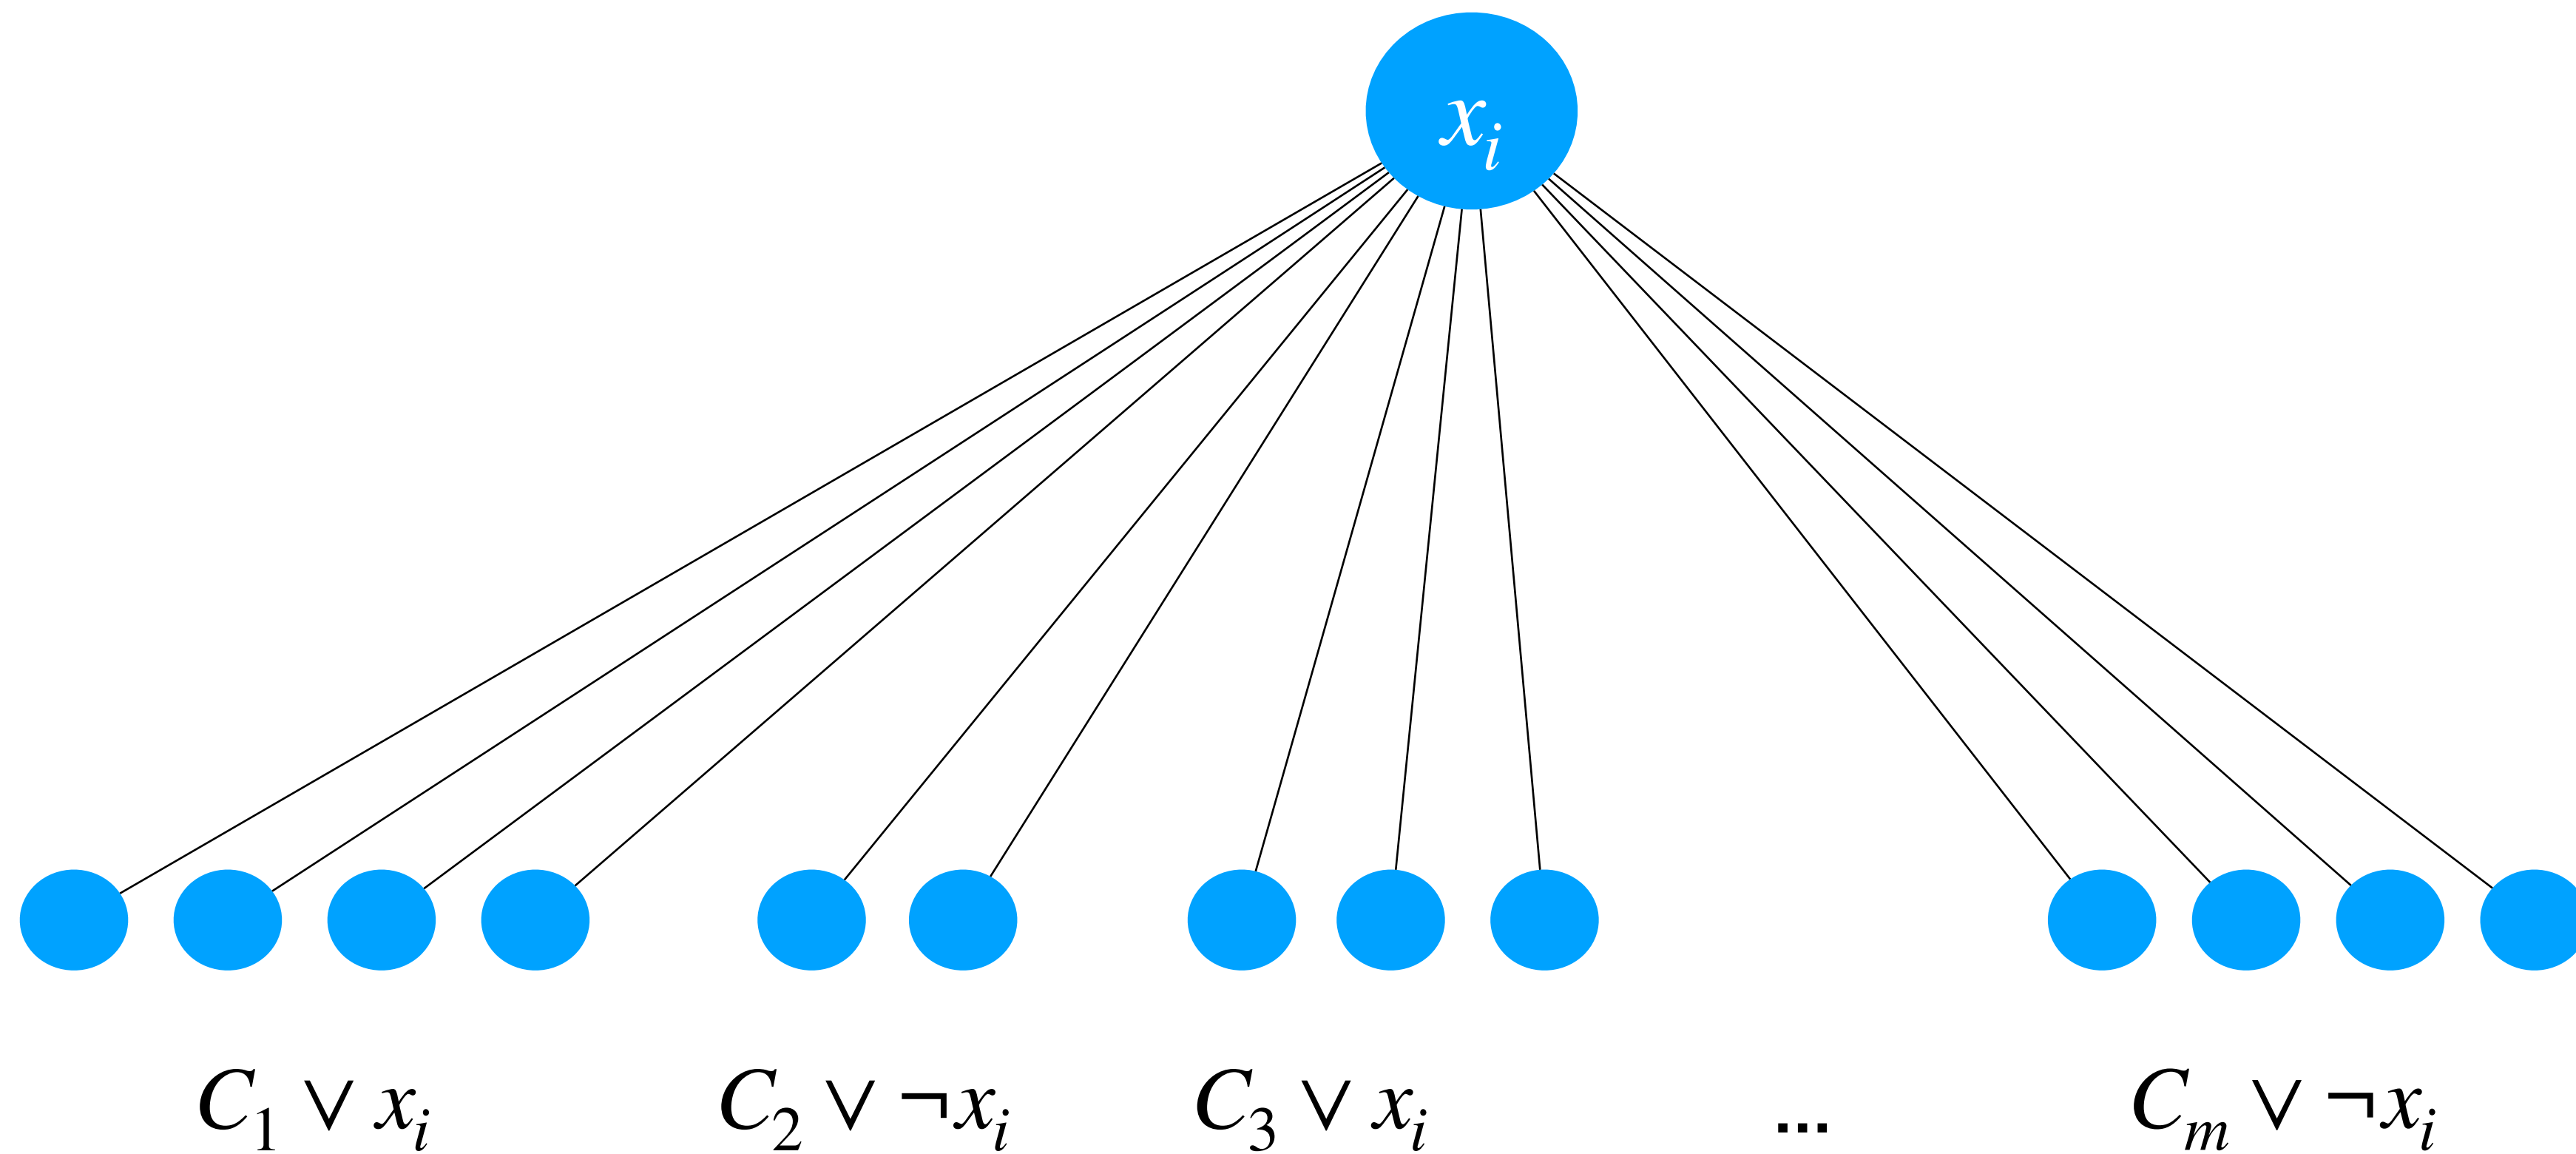 xᵢ
C₁ ∨ xᵢ C₂ ∨ ¬xᵢ C₃ ∨ xᵢ ... Cₘ ∨ ¬xᵢ